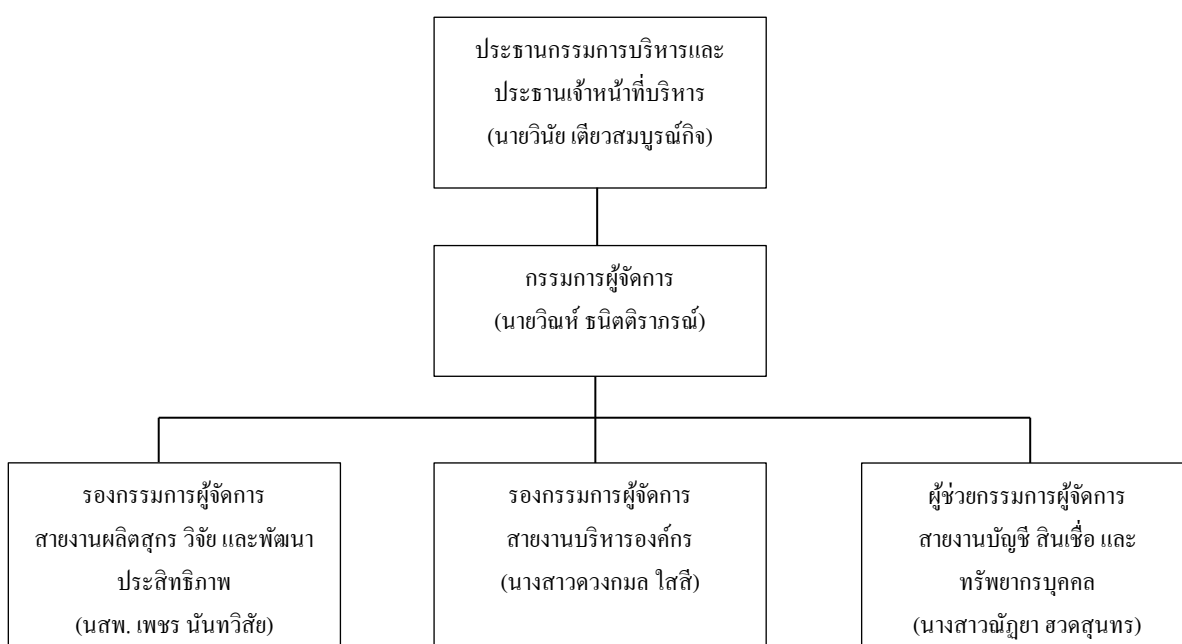 ประธานกรรมการบริหารและ
ประธานเจ้าหน้าที่บริหาร
(นายวินัย เตียวสมบูรณ์กิจ)
กรรมการผู้จัดการ
(นายวิณห์ ธนิตติราภรณ์)
รองกรรมการผู้จัดการ
สายงานผลิตสุกร วิจัย และพัฒนา
ประสิทธิภาพ
(นสพ. เพชร นันทวิสัย)
รองกรรมการผู้จัดการ
สายงานบริหารองค์กร
(นางสาวดวงกมล ใสสี)
ผู้ช่วยกรรมการผู้จัดการ
สายงานบัญชี สินเชื่อ และ
ทรัพยากรบุคคล
(นางสาวณัฏยา ฮวดสุนทร)